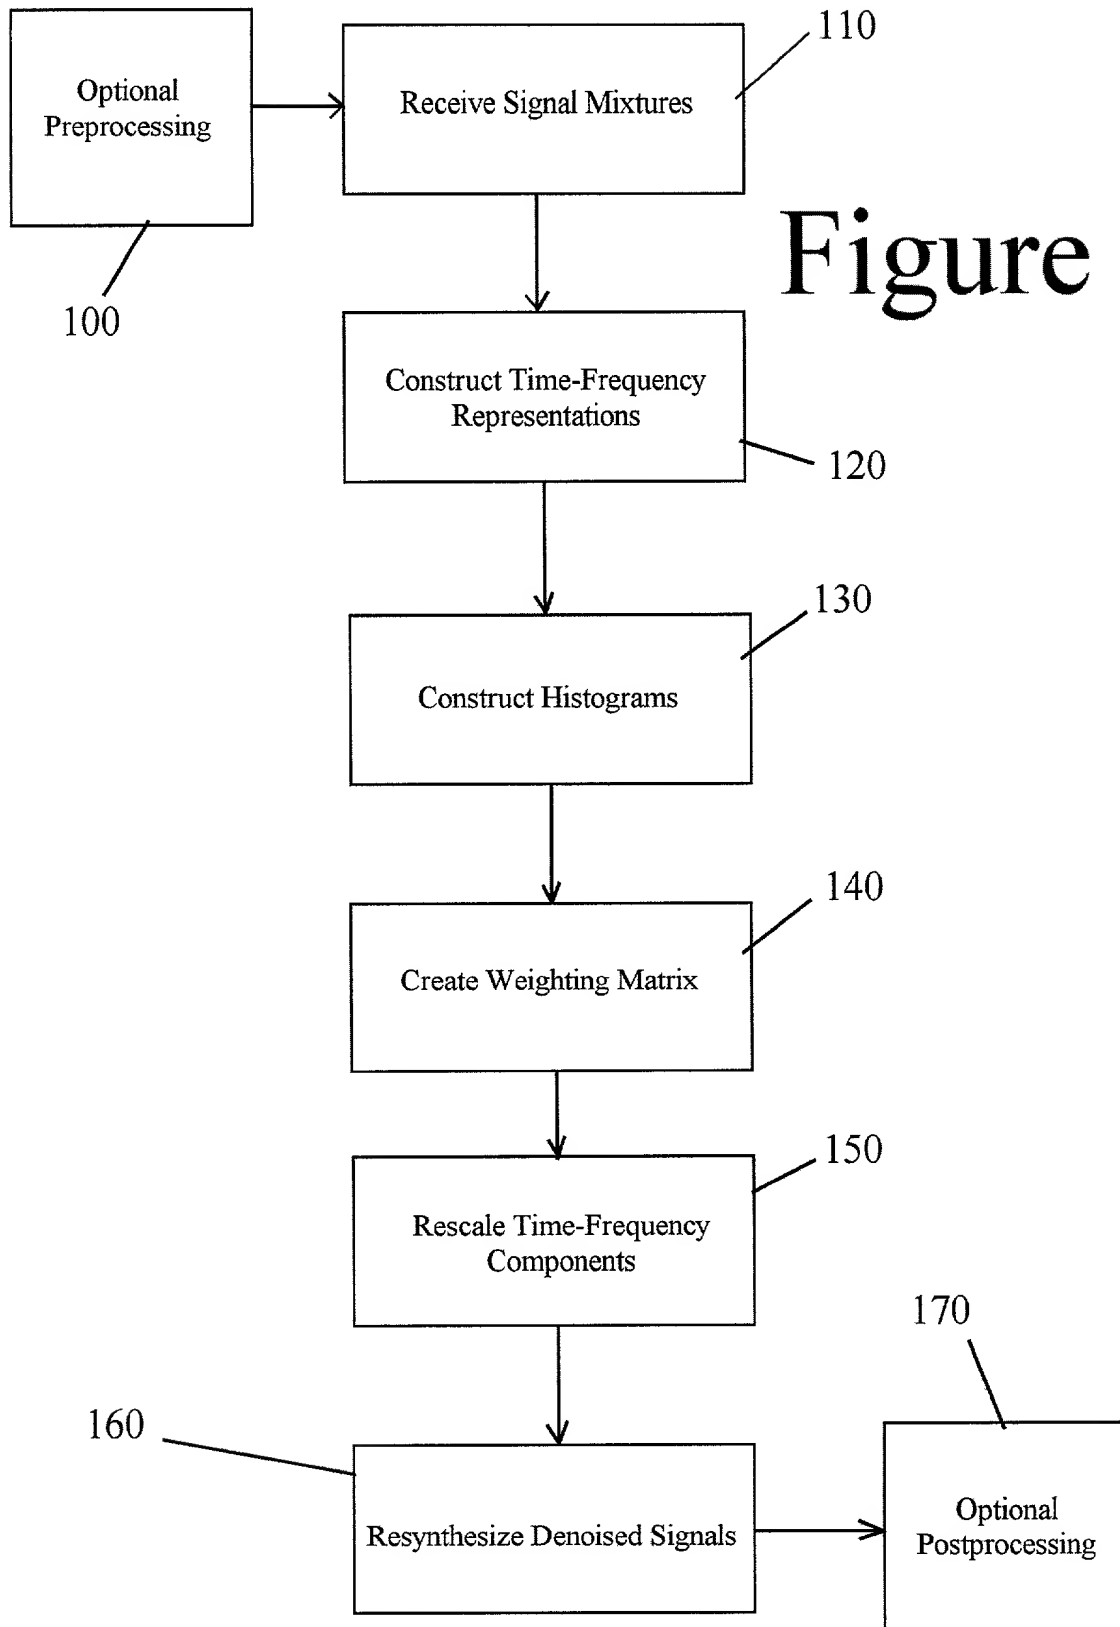 110
Optional
Preprocessing
Receive Signal Mixtures
Figure
100
Construct Time-Frequency
Representations
120
130
Construct Histograms
140
Create Weighting Matrix
150
Rescale Time-Frequency
Components
170
160
Resynthesize Denoised Signals
Optional
Postprocessing